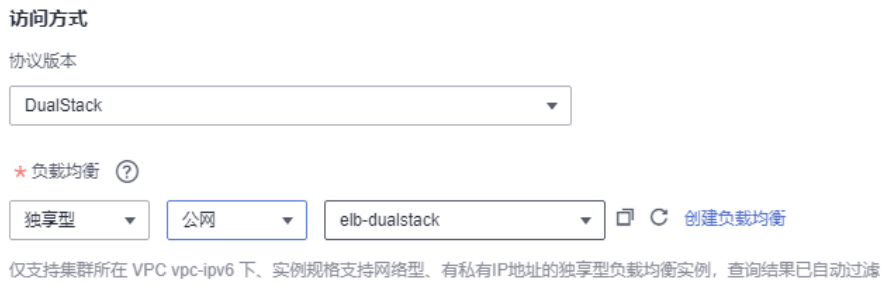 访问方式
协议版本
DualStack
* 负载均衡 ?
独享型 公网 elb-dualstack 创建负载均衡
仅支持集群所在 VPC vpc-ipv6 下、实例规格支持网络型、有私有IP地址的独享型负载均衡实例，查询结果已自动过滤